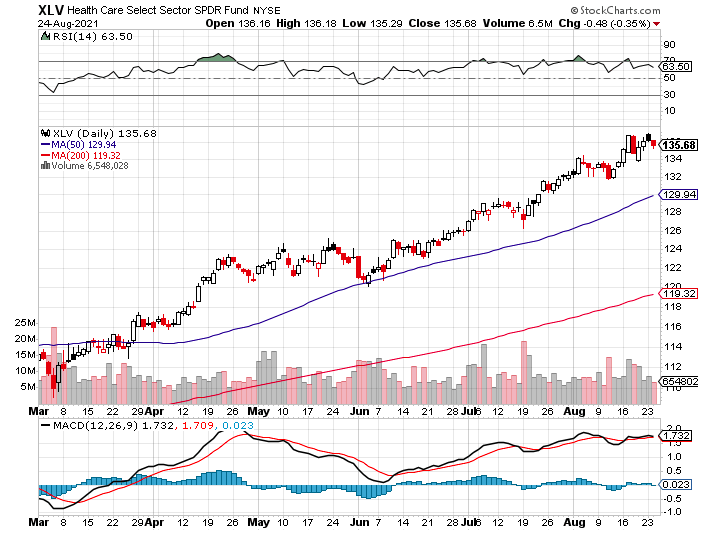 XLV Health Care Select Sector SPDR Fund NYSE © StockCharts.com
24-Aug-2021 Open 136.16 High 136.18 Low 135.29 Close 135.68 Volume 6.5M Chg -0.48 (-0.35%)
RSI(14) 63.50
90
70
63.50
50
30
10
XLV (Daily) 135.68
MA(50) 129.94
MA(200) 119.32
Volume 6,548,028
135.68
134
132
129.94
128
126
124
122
120
119.32
118
116
114
112
110
654802
25M
20M
15M
10M
5M
Mar 8 15 22 Apr 12 19 26 May 10 17 24 Jun 7 14 21 Jul 6 12 19 26 Aug 9 16 23
MACD(12,26,9) 1.732, 1.709, 0.023
2.0
1.732
1.0
0.5
0.023
-0.5
-1.0
Mar 8 15 22 Apr 12 19 26 May 10 17 24 Jun 7 14 21 Jul 6 12 19 26 Aug 9 16 23